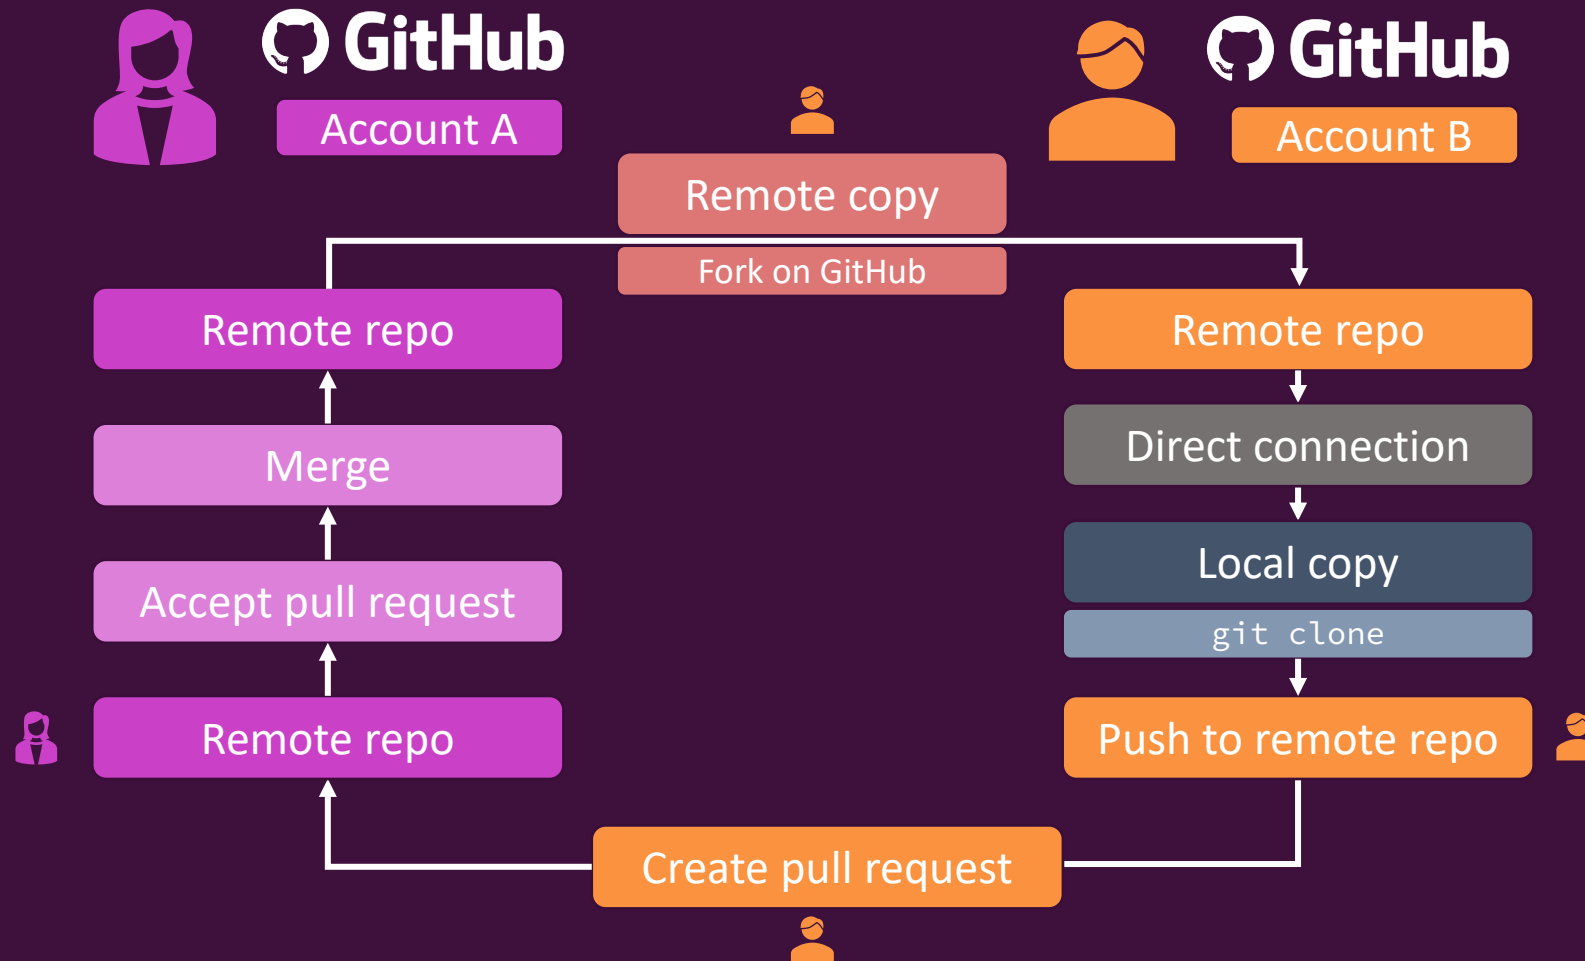 GitHub
Account A
GitHub
Account B
Remote copy
Fork on GitHub
Remote repo
Remote repo
Merge
Direct connection
Accept pull request
Local copy
git clone
Remote repo
Push to remote repo
Create pull request